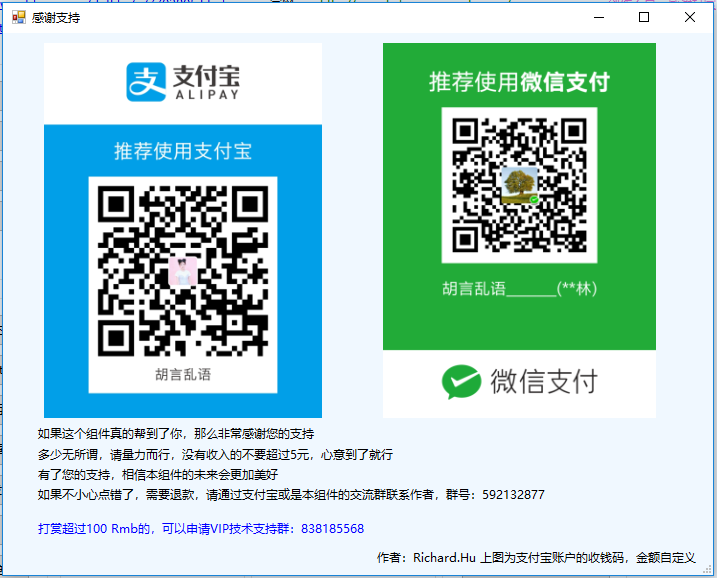 感谢支持
支付宝
ALIPAY
推荐使用支付宝
胡言乱语
推荐使用微信支付
胡言乱语______(**林)
微信支付
如果这个组件真的帮到了你，那么非常感谢您的支持
多少无所谓，请量力而行，没有收入的不要超过5元，心意到了就行
有了您的支持，相信本组件的未来会更加美好
如果不小心点错了，需要退款，请通过支付宝或是本组件的交流群联系作者，群号：592132877
打赏超过100 Rmb的，可以申请VIP技术支持群：838185568
作者：Richard.Hu 上图为支付宝账户的收钱码，金额自定义